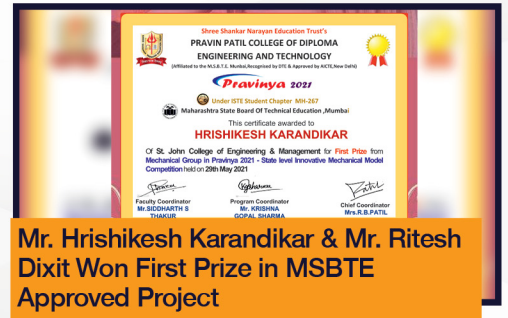 Shree Shankar Narayan Education Trust's
PRAVIN PATIL COLLEGE OF DIPLOMA
ENGINEERING AND TECHNOLOGY
(Affiliated to the M.S.B.T.E. Mumbai,Recognised by DTE & Approved by AICTE,New Delhi)
Pravinya 2021
Under ISTE Student Chapter MH-267
Maharashtra State Board Of Technical Education ,Mumbai
This certificate awarded to
HRISHIKESH KARANDIKAR
Of St. John College of Engineering & Management for First Prize from
Mechanical Group in Pravinya 2021 - State level Innovative Mechanical Model
Competition held on 29th May 2021
Faculty Coordinator
Mr.SIDDHARTH S
THAKUR
Program Coordinator
Mr. KRISHNA
GOPAL SHARMA
Chief Coordinator
Mrs.R.B.PATIL
Mr. Hrishikesh Karandikar & Mr. Ritesh
Dixit Won First Prize in MSBTE
Approved Project